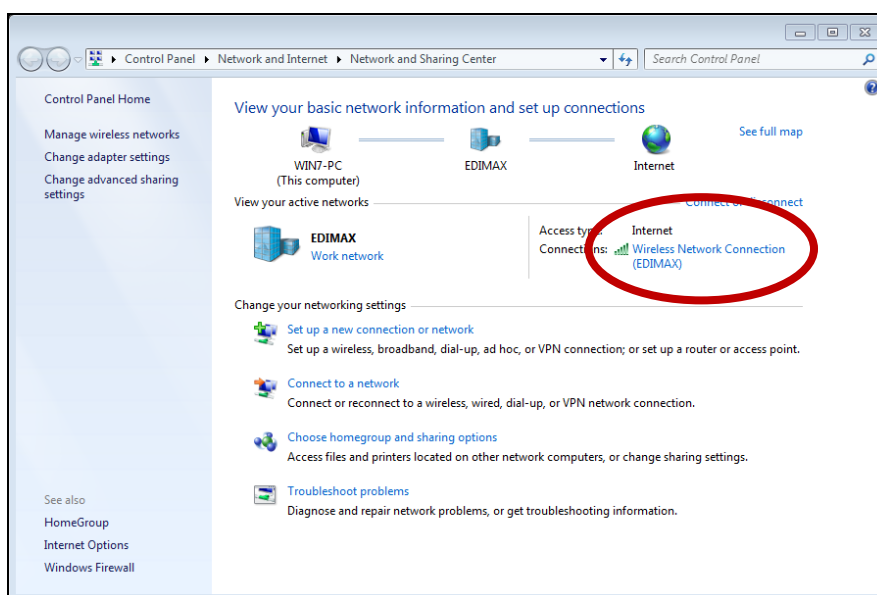 Control Panel Network and Internet Network and Sharing Center Search Control Panel
Control Panel Home
Manage wireless networks
Change adapter settings
Change advanced sharing
settings
See also
HomeGroup
Internet Options
Windows Firewall
View your basic network information and set up connections
See full map
WIN7-PC
(This computer)
EDIMAX
Internet
View your active networks
Connect or disconnect
EDIMAX
Work network
Access type: Internet
Connections: Wireless Network Connection
(EDIMAX)
Change your networking settings
Set up a new connection or network
Set up a wireless, broadband, dial-up, ad hoc, or VPN connection; or set up a router or access point.
Connect to a network
Connect or reconnect to a wireless, wired, dial-up, or VPN network connection.
Choose homegroup and sharing options
Access files and printers located on other network computers, or change sharing settings.
Troubleshoot problems
Diagnose and repair network problems, or get troubleshooting information.